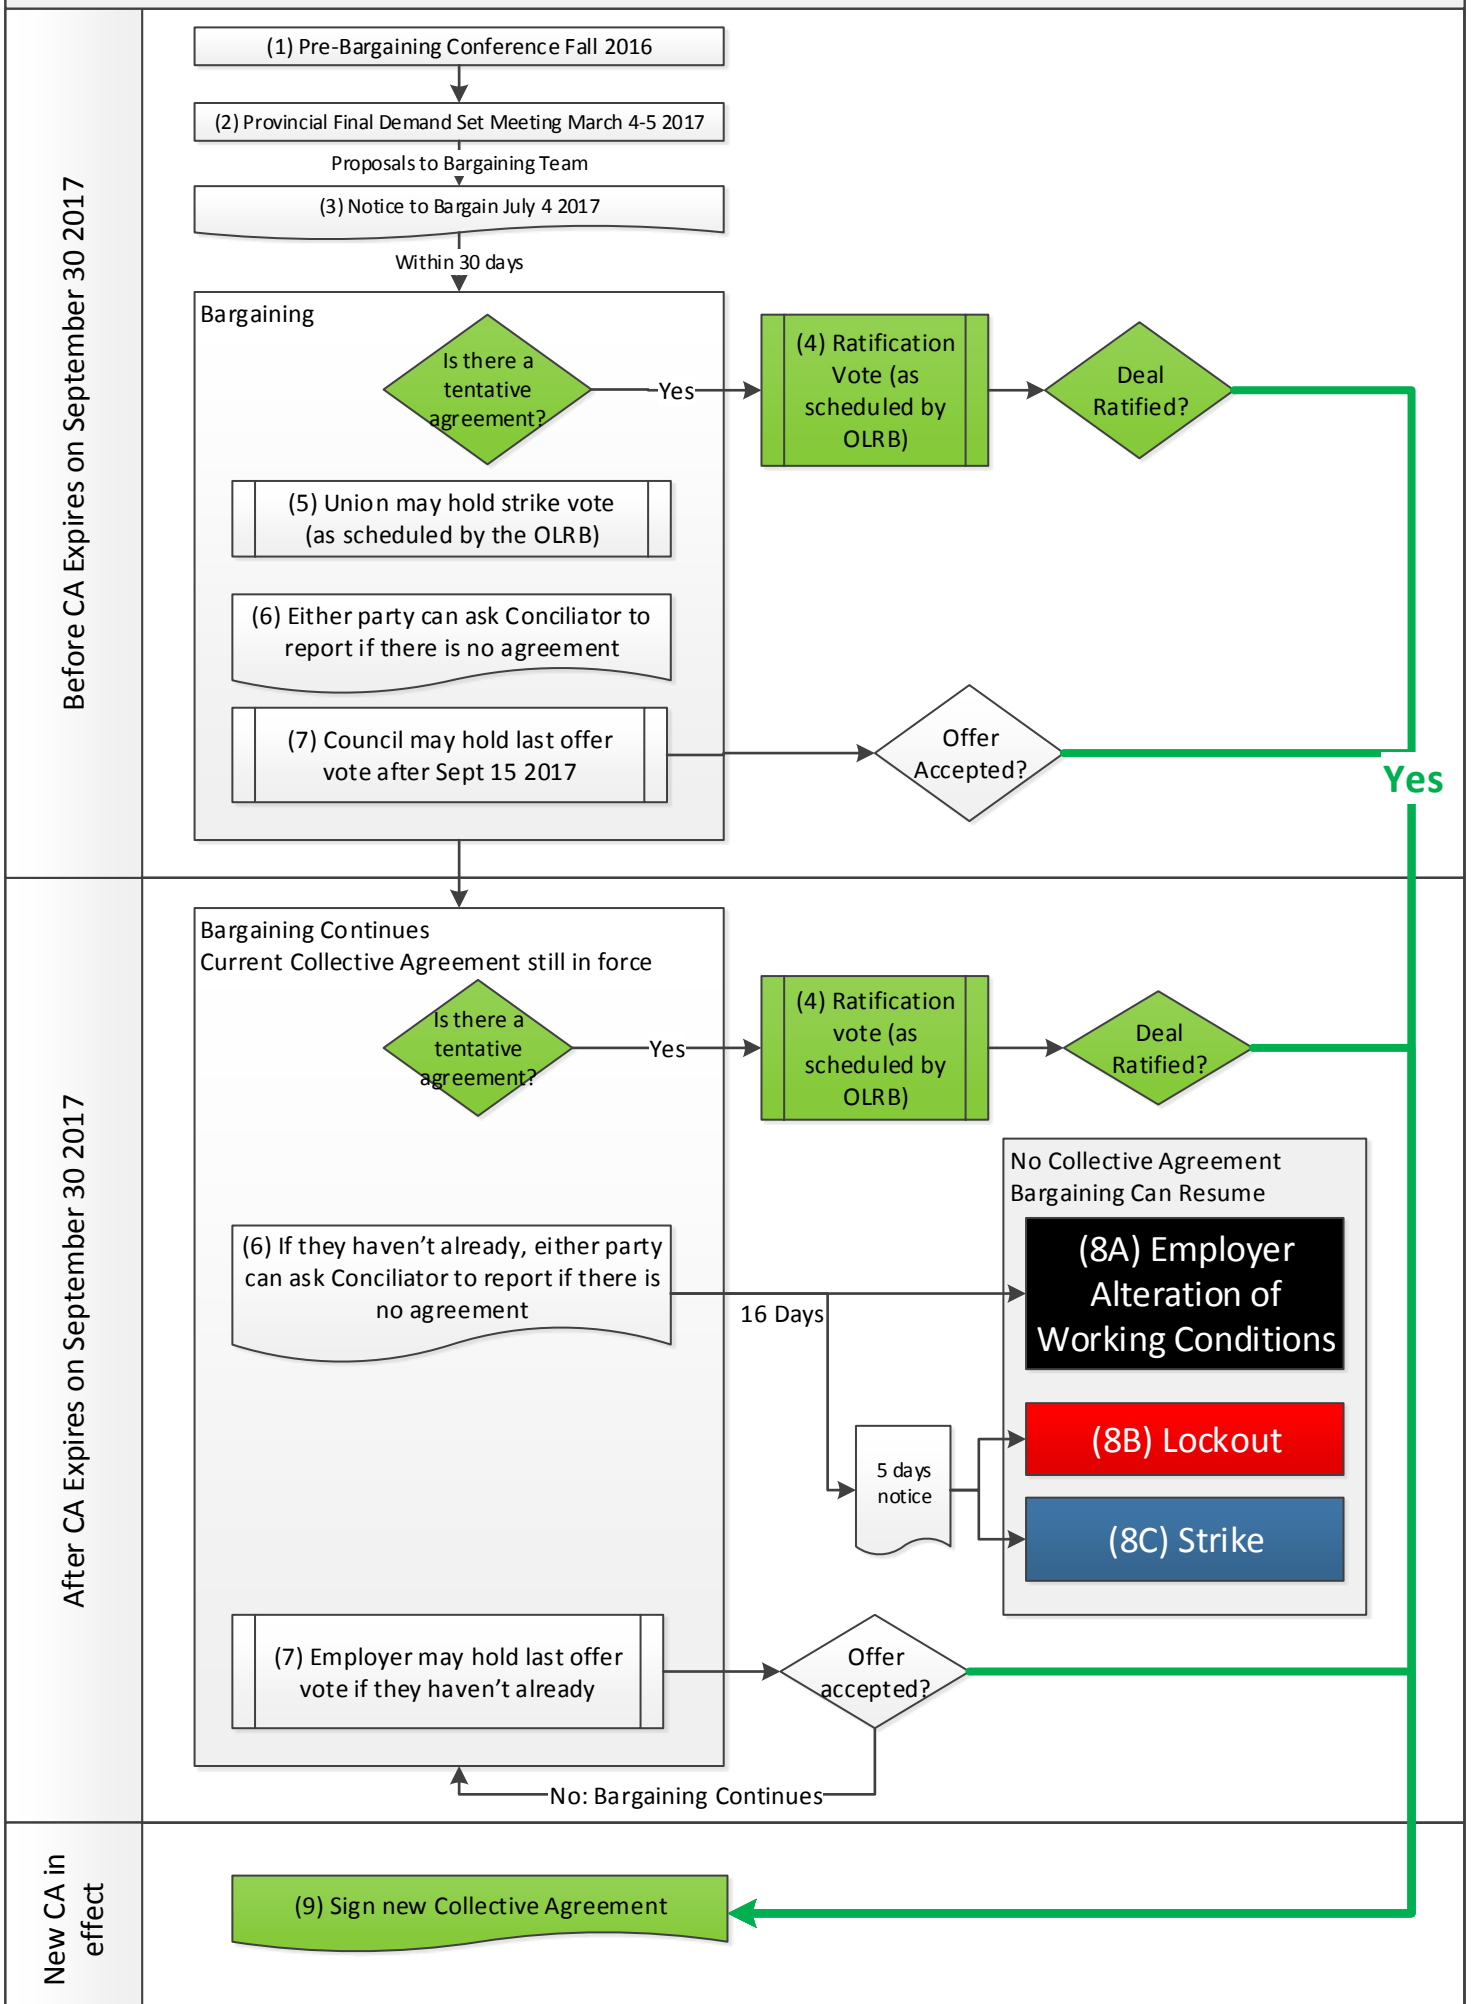 Before CA Expires on September 30 2017
(1) Pre-Bargaining Conference Fall 2016
(2) Provincial Final Demand Set Meeting March 4-5 2017
Proposals to Bargaining Team
(3) Notice to Bargain July 4 2017
Within 30 days
Bargaining
Is there a
tentative
agreement?
Yes
(4) Ratification
Vote (as
scheduled by
OLRB)
Deal
Ratified?
(5) Union may hold strike vote
(as scheduled by the OLRB)
(6) Either party can ask Conciliator to
report if there is no agreement
(7) Council may hold last offer
vote after Sept 15 2017
Offer
Accepted?
Yes
After CA Expires on September 30 2017
Bargaining Continues
Current Collective Agreement still in force
Is there a
tentative
agreement?
Yes
(4) Ratification
vote (as
scheduled by
OLRB)
Deal
Ratified?
No Collective Agreement
Bargaining Can Resume
(6) If they haven't already, either party
can ask Conciliator to report if there is
no agreement
16 Days
(8A) Employer
Alteration of
Working Conditions
5 days
notice
(8B) Lockout
(8C) Strike
(7) Employer may hold last offer
vote if they haven't already
Offer
accepted?
No: Bargaining Continues
New CA in
effect
(9) Sign new Collective Agreement